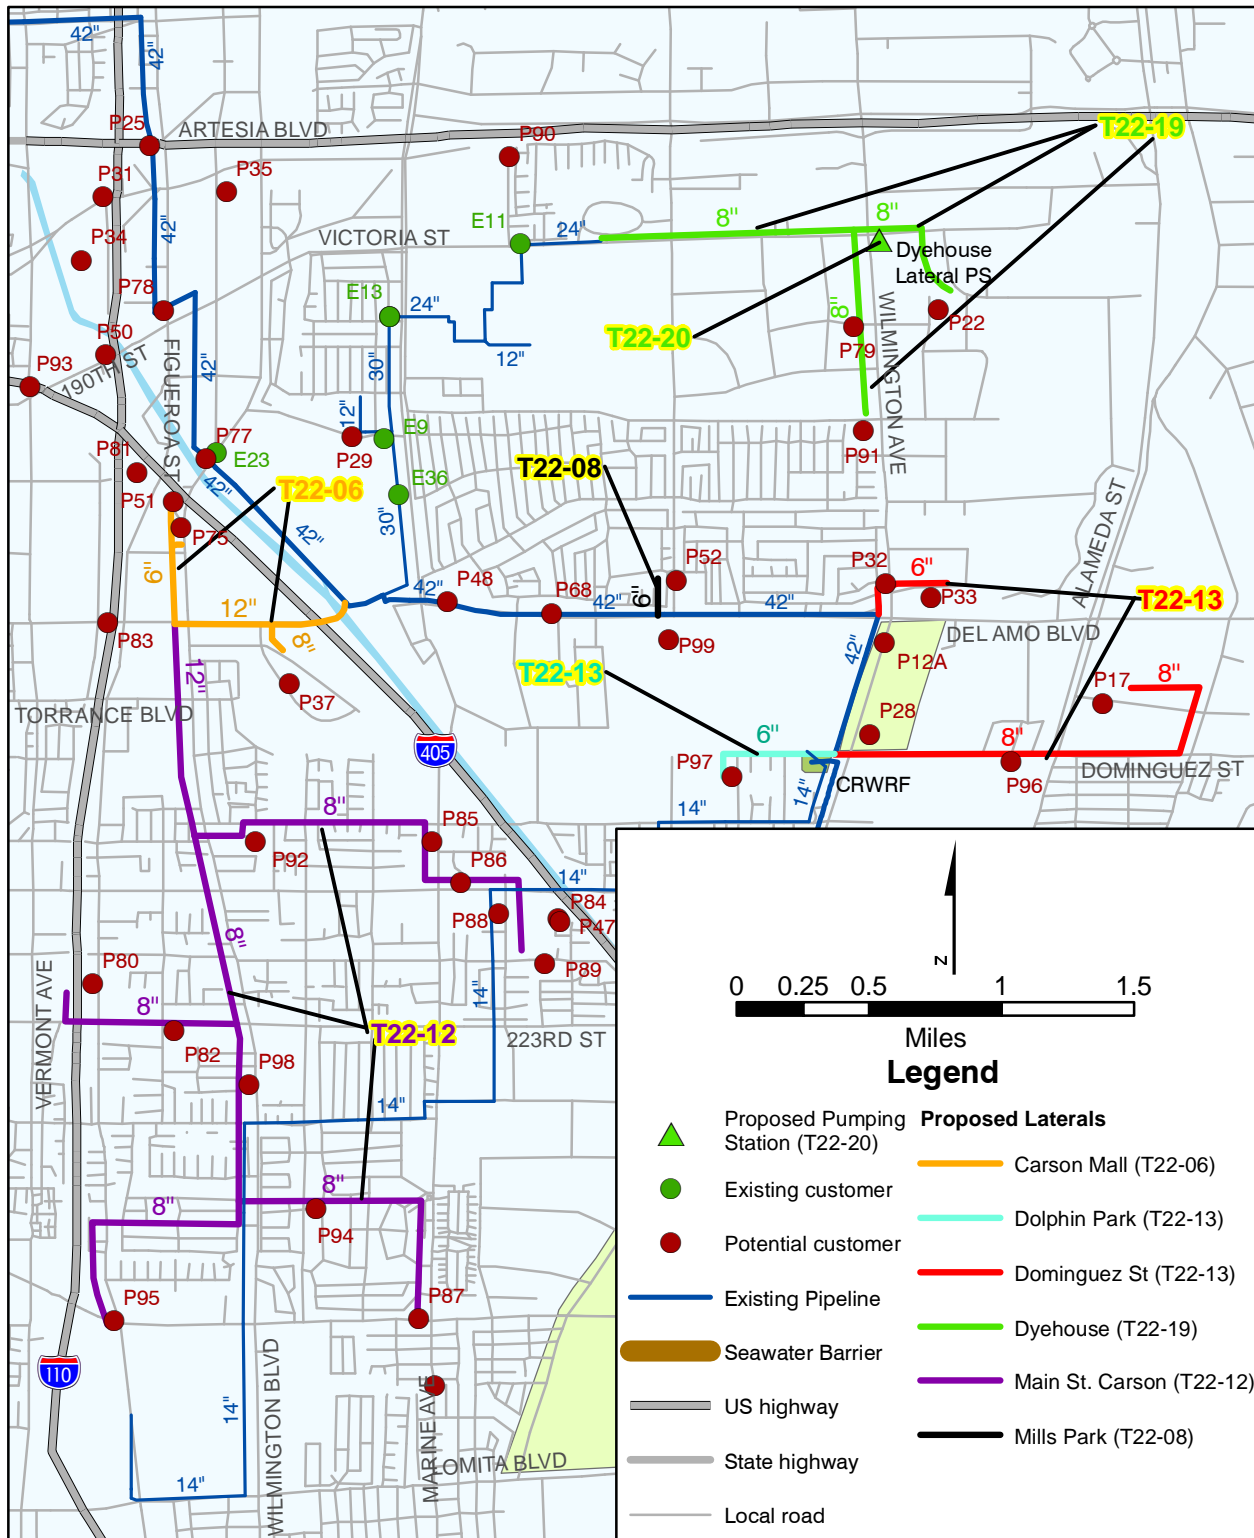 42"
42"
P25
ARTESIA BLVD
P90
T22-19
P31
P35
E11
24"
8"
8"
42"
VICTORIA ST
P34
Dyehouse
Lateral PS
P78
E13
24"
8"
WILMINGTON AVE
P22
T22-20
P79
P50
12"
190TH ST
FIGUEROA ST
42"
30"
P93
12"
P77
E9
P29
P91
P81
E23
42"
T22-06
T22-08
E36
P51
30"
ALAMEDA ST
P75
42"
P52
P32
6"
6"
42"
P48
P68
42"
6"
42"
P33
T22-13
12"
P83
8"
P99
42"
DEL AMO BLVD
P12A
12"
T22-13
P17
8"
P37
TORRANCE BLVD
P28
405
6"
8"
P97
P96
DOMINGUEZ ST
14"
CRWRF
14"
8"
P85
P92
P86
14"
P84
P88
P47
8"
P89
P80
14"
VERMONT AVE
8"
T22-12
223RD ST
P82
P98
14"
8"
8"
P94
P95
P87
110
14"
WILMINGTON BLVD
MARINE AVE
LOMITA BLVD
14"
z
0 0.25 0.5 1 1.5
Miles
Legend
Proposed Pumping
Station (T22-20)
Existing customer
Potential customer
Existing Pipeline
Seawater Barrier
US highway
State highway
Local road
Proposed Laterals
Carson Mall (T22-06)
Dolphin Park (T22-13)
Dominguez St (T22-13)
Dyehouse (T22-19)
Main St. Carson (T22-12)
Mills Park (T22-08)